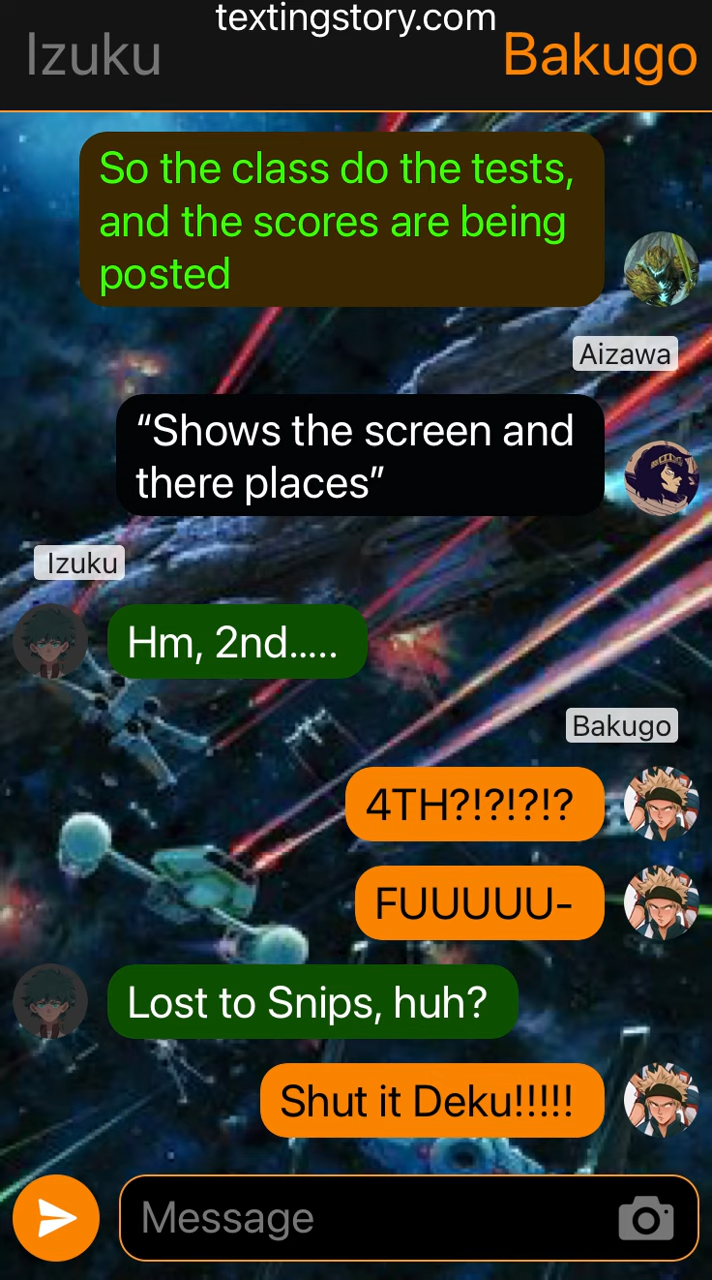 textingstory.com
Izuku
Bakugo
So the class do the tests,
and the scores are being
posted
Aizawa
“Shows the screen and
there places”
Izuku
Hm, 2nd.....
Bakugo
4TH?!?!?!?
FUUUUU-
Lost to Snips, huh?
Shut it Deku!!!!!
Message